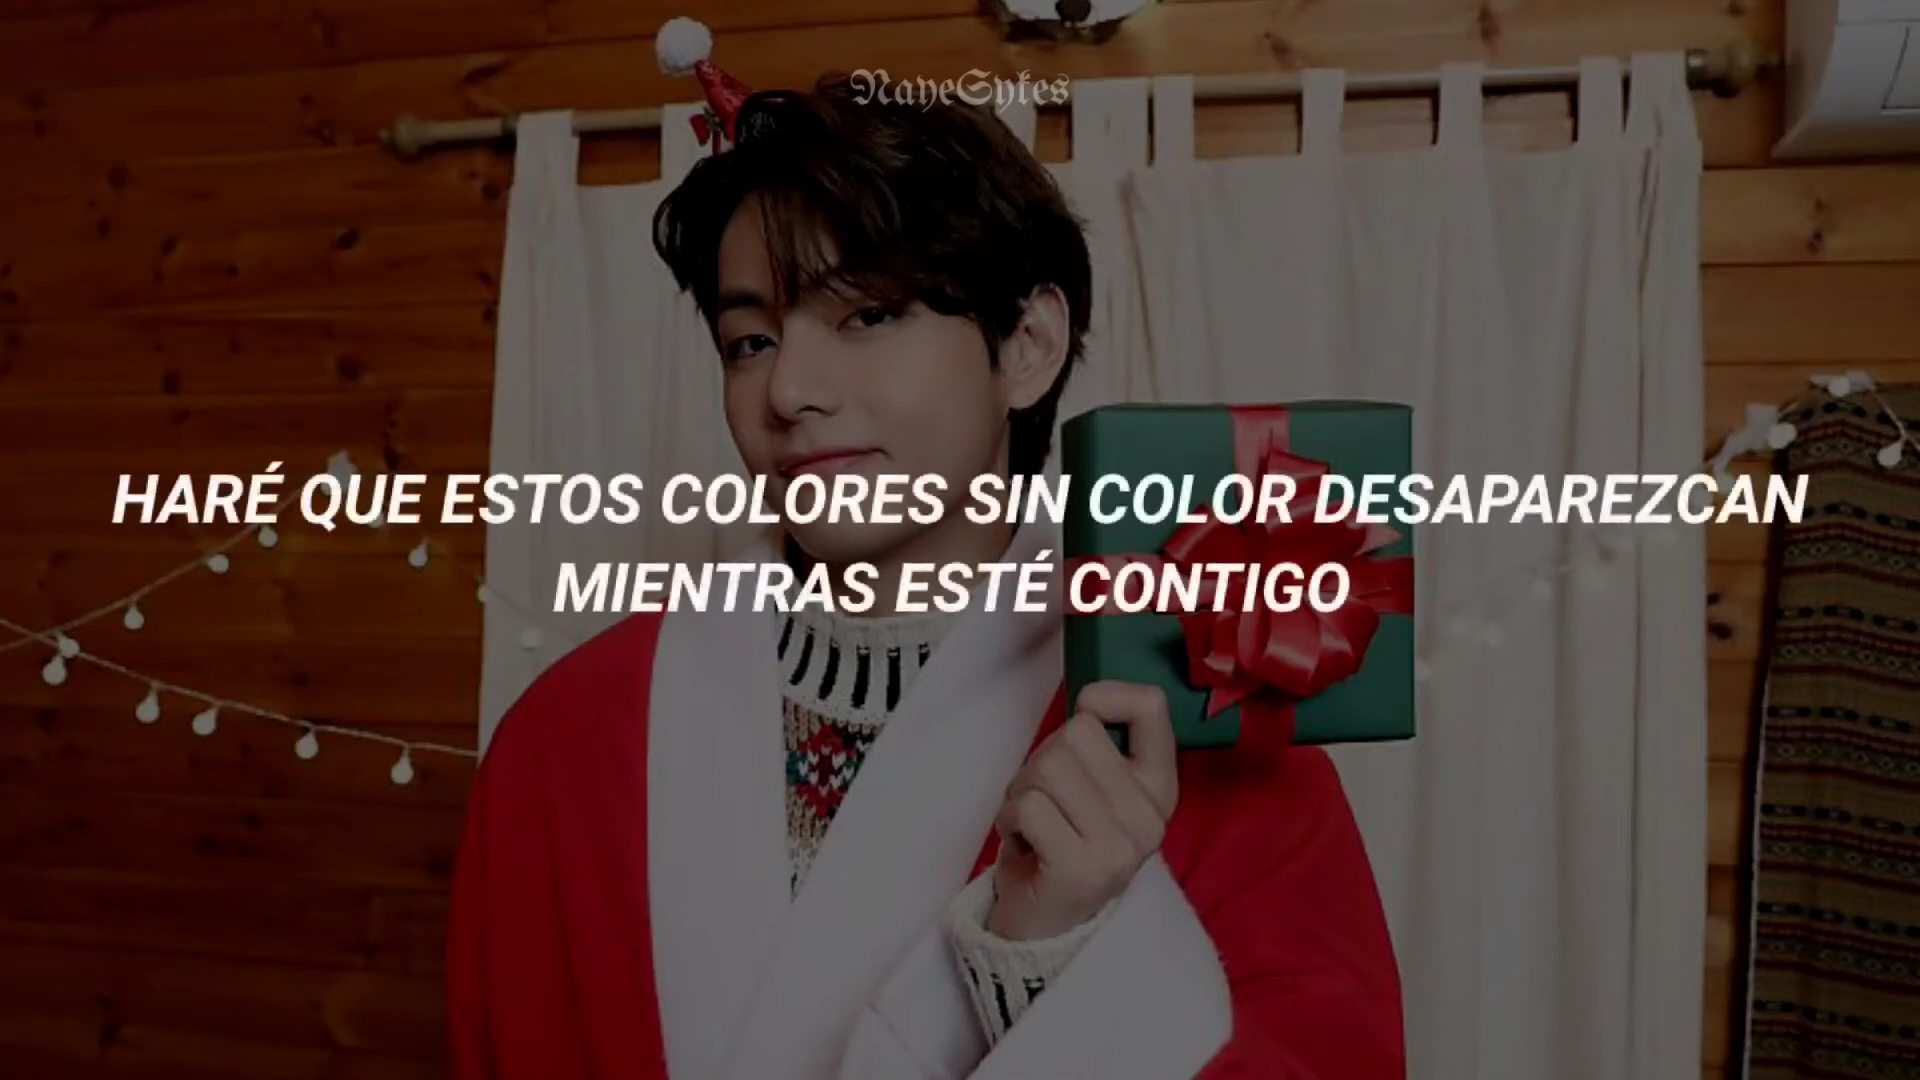 NayeSykes
HARÉ QUE ESTOS COLORES SIN COLOR DESAPAREZCAN
MIENTRAS ESTÉ CONTIGO